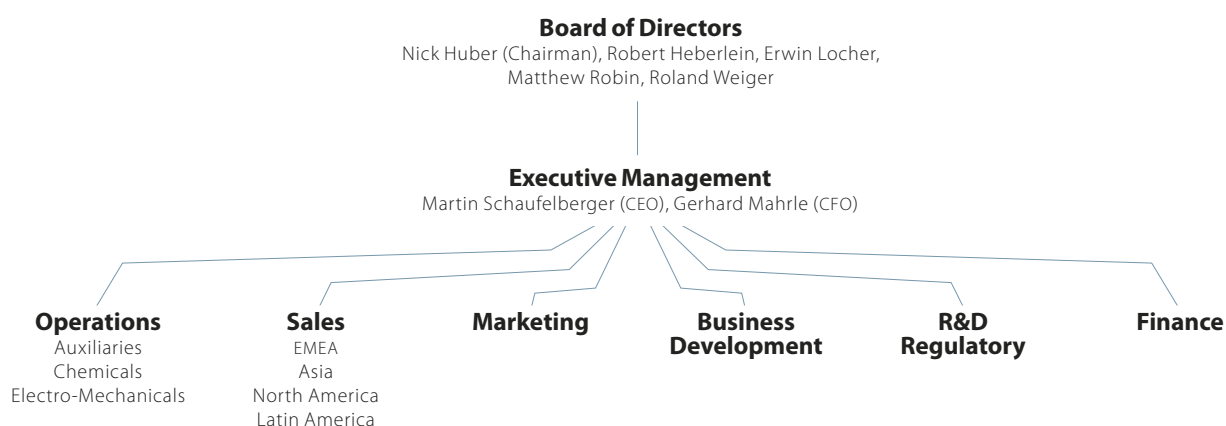 Board of Directors
Nick Huber (Chairman), Robert Heberlein, Erwin Locher,
Matthew Robin, Roland Weiger
Executive Management
Martin Schaufelberger (CEO), Gerhard Mahrle (CFO)
Operations
Auxiliaries
Chemicals
Electro-Mechanicals
Sales
EMEA
Asia
North America
Latin America
Marketing
Business
Development
R&D
Regulatory
Finance